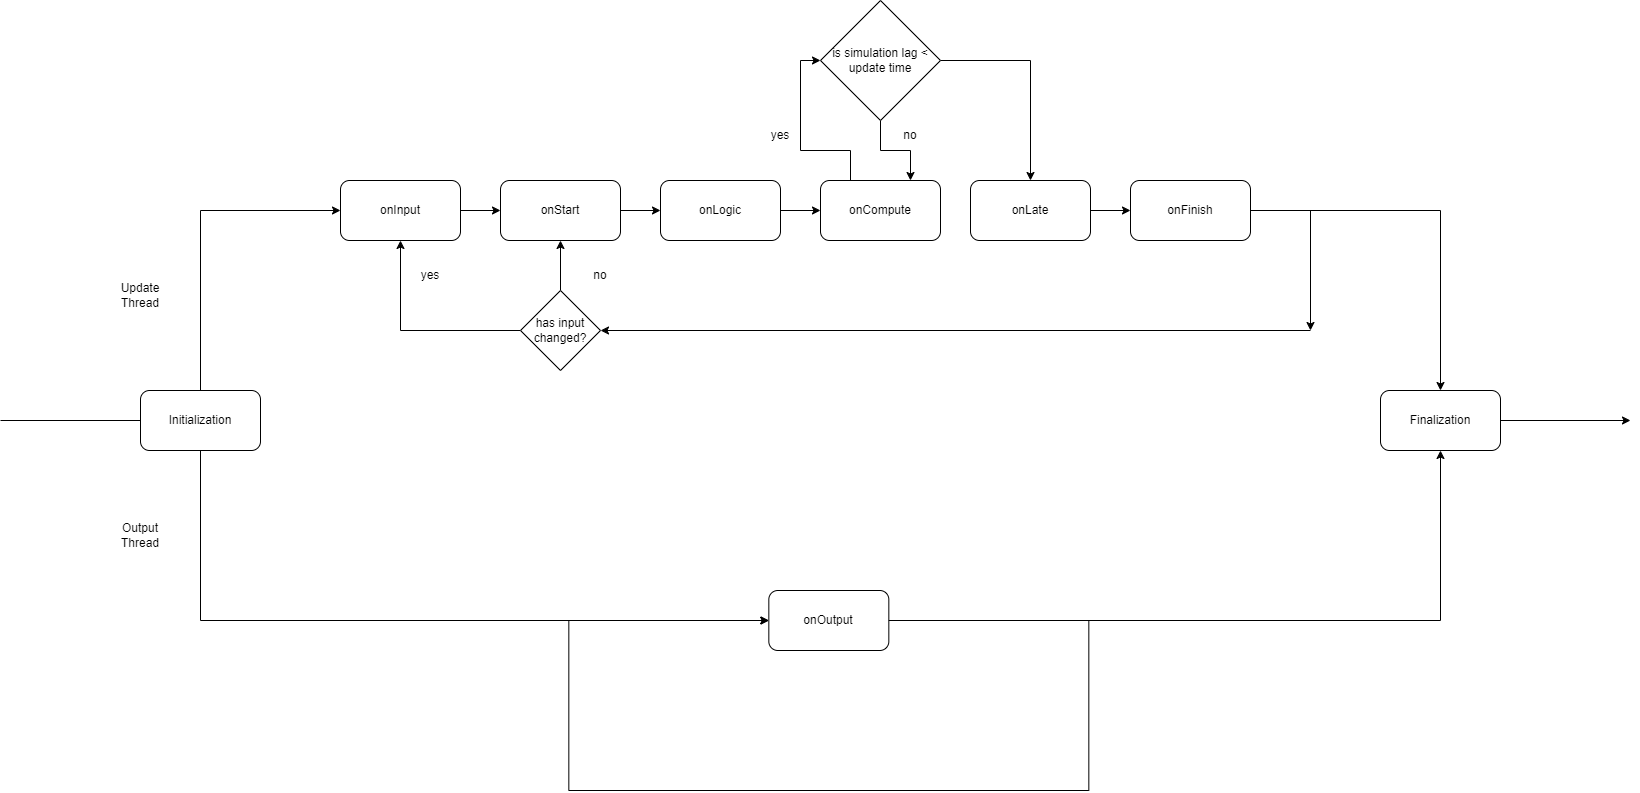 is simulation lag <
update time
yes
no
onInput
onStart
onLogic
onCompute
onLate
onFinish
yes
no
Update
Thread
has input
changed?
Initialization
Finalization
Output
Thread
onOutput